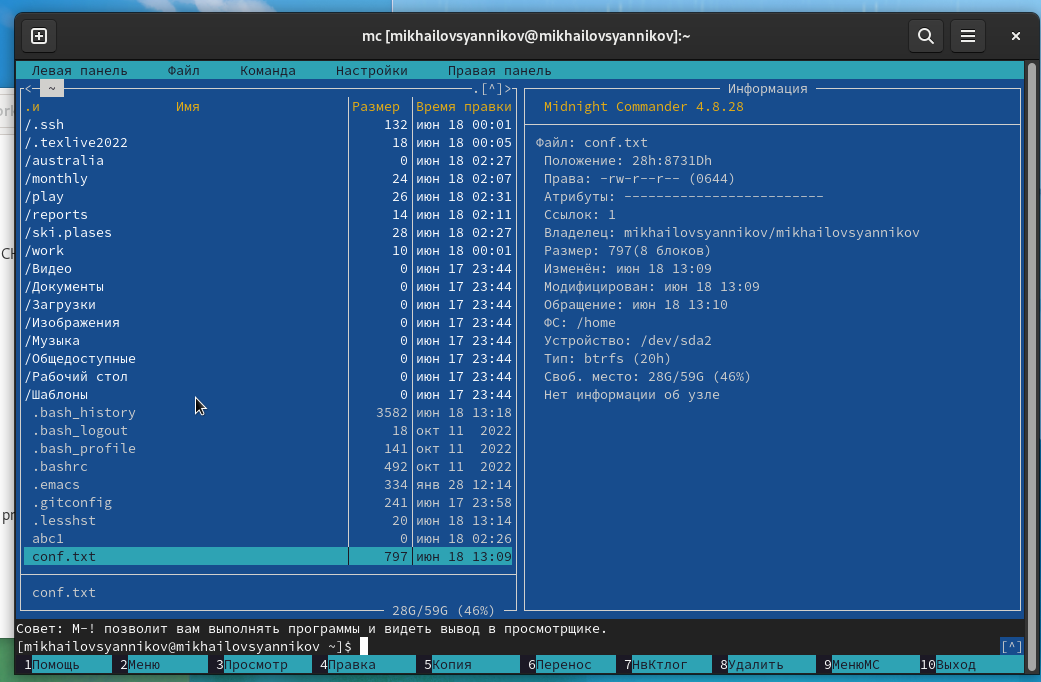 mc [mikhailovsyannikov@mikhailovsyannikov]:~
Левая панель Файл Команда Настройки Правая панель
<- ~ .[^]>
.и Имя Размер Время правки
/.ssh 132 июн 18 00:01
/.texlive2022 18 июн 18 00:05
/australia 0 июн 18 02:27
/monthly 24 июн 18 02:07
/play 26 июн 18 02:31
/reports 14 июн 18 02:11
/ski.plases 28 июн 18 02:27
/work 10 июн 18 00:01
/Видео 0 июн 17 23:44
/Документы 0 июн 17 23:44
/Загрузки 0 июн 17 23:44
/Изображения 0 июн 17 23:44
/Музыка 0 июн 17 23:44
/Общедоступные 0 июн 17 23:44
/Рабочий стол 0 июн 17 23:44
/Шаблоны 0 июн 17 23:44
.bash_history 3582 июн 18 13:18
.bash_logout 18 окт 11 2022
.bash_profile 141 окт 11 2022
.bashrc 492 окт 11 2022
.emacs 334 янв 28 12:14
.gitconfig 241 июн 17 23:58
.lesshst 20 июн 18 13:14
abc1 0 июн 18 02:26
conf.txt 797 июн 18 13:09
conf.txt
28G/59G (46%)
Информация
Midnight Commander 4.8.28
Файл: conf.txt
Положение: 28h:8731Dh
Права: -rw-r--r-- (0644)
Атрибуты: -------------------------
Ссылок: 1
Владелец: mikhailovsyannikov/mikhailovsyannikov
Размер: 797(8 блоков)
Изменён: июн 18 13:09
Модифицирован: июн 18 13:09
Обращение: июн 18 13:10
ФС: /home
Устройство: /dev/sda2
Тип: btrfs (20h)
Своб. место: 28G/59G (46%)
Нет информации об узле
Совет: M-! позволит вам выполнять программы и видеть вывод в просмотрщике.
[mikhailovsyannikov@mikhailovsyannikov ~]$ [^]
1Помощь 2Меню 3Просмотр 4Правка 5Копия 6Перенос 7НвКтлог 8Удалить 9МенюМС 10Выход